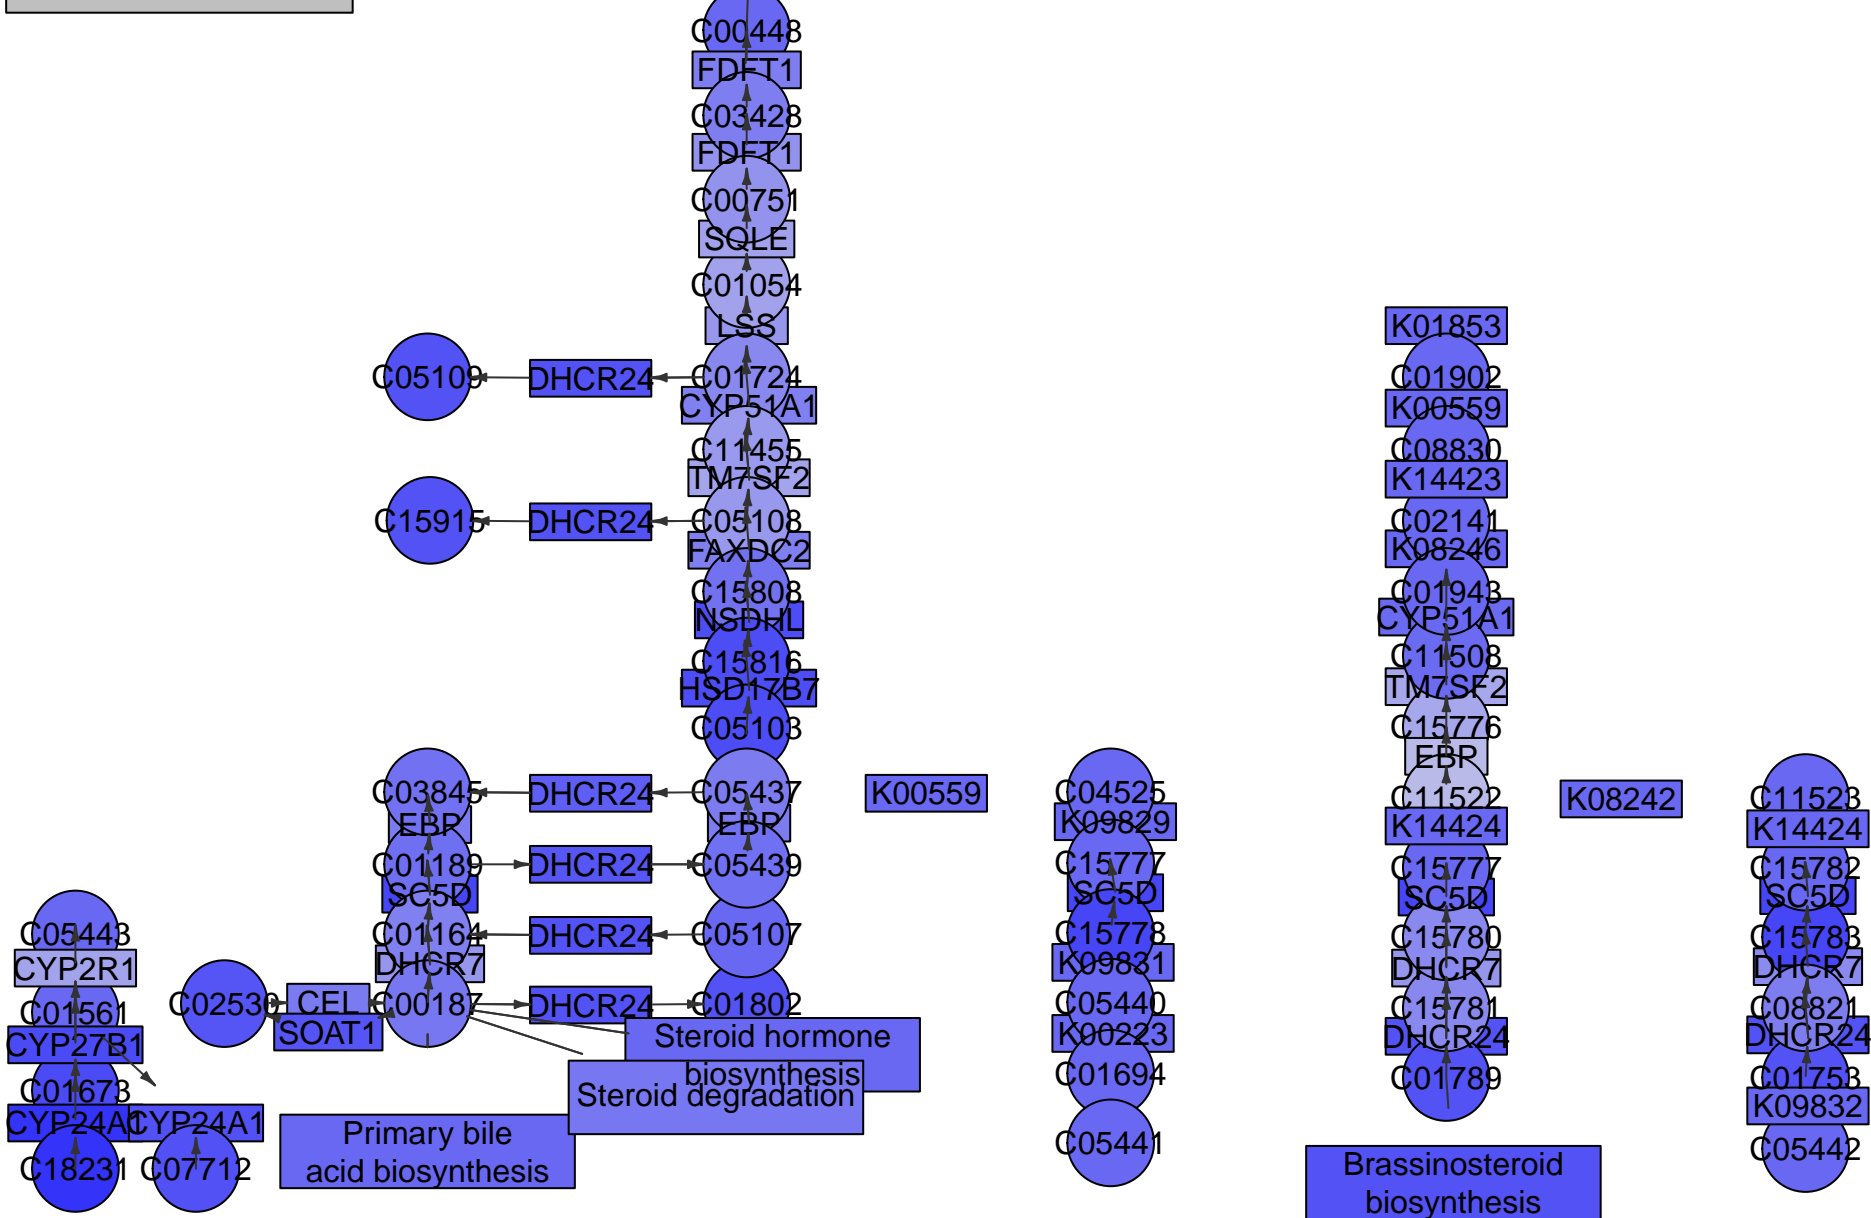 C00448
FDFT1
C03428
FDFT1
C00751
SQLE
C01054
LSS
C05109
DHCR24
C01724
CYP51A1
C11455
TM7SF2
C15915
DHCR24
C05108
FAXDC2
C15808
NSDHL
C15816
HSD17B7
C05103
C03845
DHCR24
C05437
EBP
EBP
C01189
DHCR24
C05439
SC5D
C01164
DHCR24
C05107
DHCR7
C02530
CEL
SOAT1
C00187
DHCR24
C01802
C05443
CYP2R1
C01561
CYP27B1
C01673
CYP24A1
CYP24A1
C18231
C07712
Steroid hormone
biosynthesis
Steroid degradation
Primary bile
acid biosynthesis
K00559
C04525
K09829
C15777
SC5D
C15778
K09831
C05440
K00223
C01694
C05441
K01853
C01902
K00559
C08830
K14423
C02141
K08246
C01943
CYP51A1
C11508
TM7SF2
C15776
EBP
C11522
K14424
C15777
SC5D
C15780
DHCR7
C15781
DHCR24
C01789
Brassinosteroid
biosynthesis
K08242
C11523
K14424
C15782
SC5D
C15783
DHCR7
C08821
DHCR24
C01753
K09832
C05442